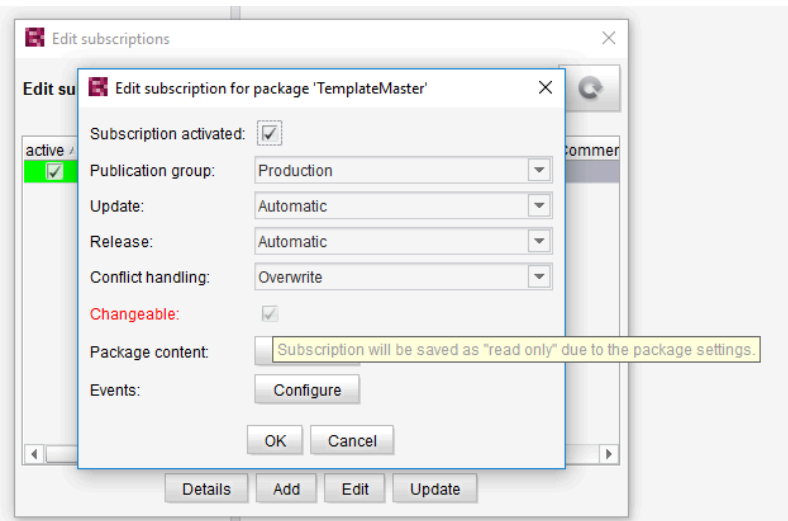 Edit subscriptions
Edit su
Edit subscription for package 'TemplateMaster'
active
Commer
Subscription activated:
Publication group: Production
Update: Automatic
Release: Automatic
Conflict handling: Overwrite
Changeable:
Package content:
Subscription will be saved as "read only" due to the package settings.
Events: Configure
OK Cancel
Details Add Edit Update